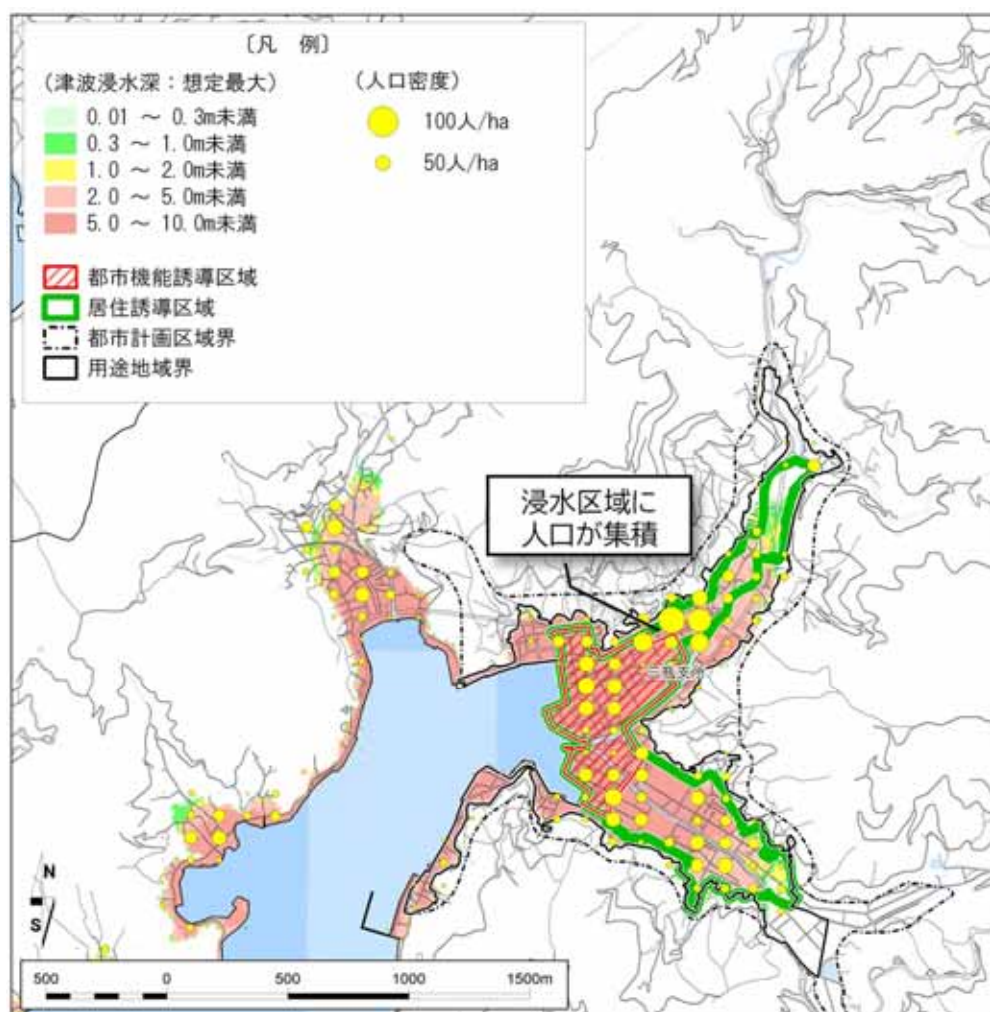 〔凡 例〕
(津波浸水深：想定最大)
0.01 ～ 0.3m未満
0.3 ～ 1.0m未満
1.0 ～ 2.0m未満
2.0 ～ 5.0m未満
5.0 ～ 10.0m未満
(人口密度)
100人/ha
50人/ha
都市機能誘導区域
居住誘導区域
都市計画区域界
用途地域界
浸水区域に
人口が集積
N
S
500 0 500 1000 1500m